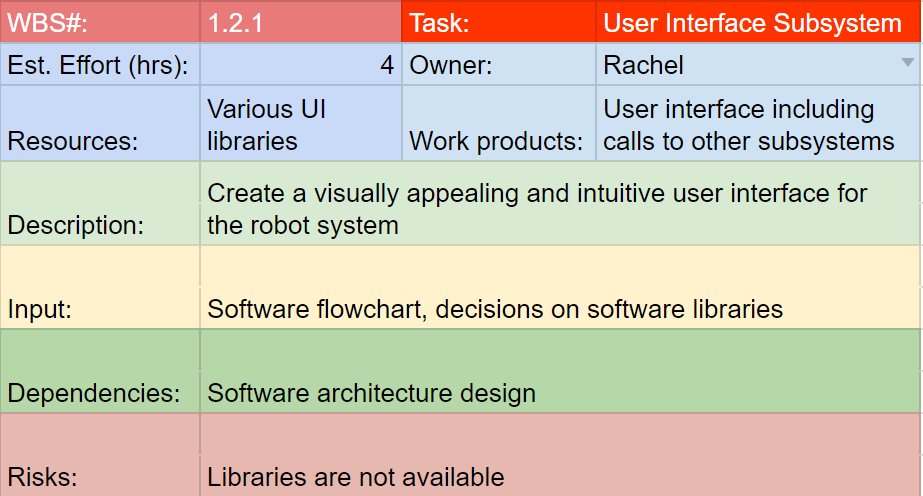 WBS#: 1.2.1 Task: User Interface Subsystem
Est. Effort (hrs): 4 Owner: Rachel
Resources: Various UI libraries Work products: User interface including calls to other subsystems
Description: Create a visually appealing and intuitive user interface for
the robot system
Input: Software flowchart, decisions on software libraries
Dependencies: Software architecture design
Risks: Libraries are not available